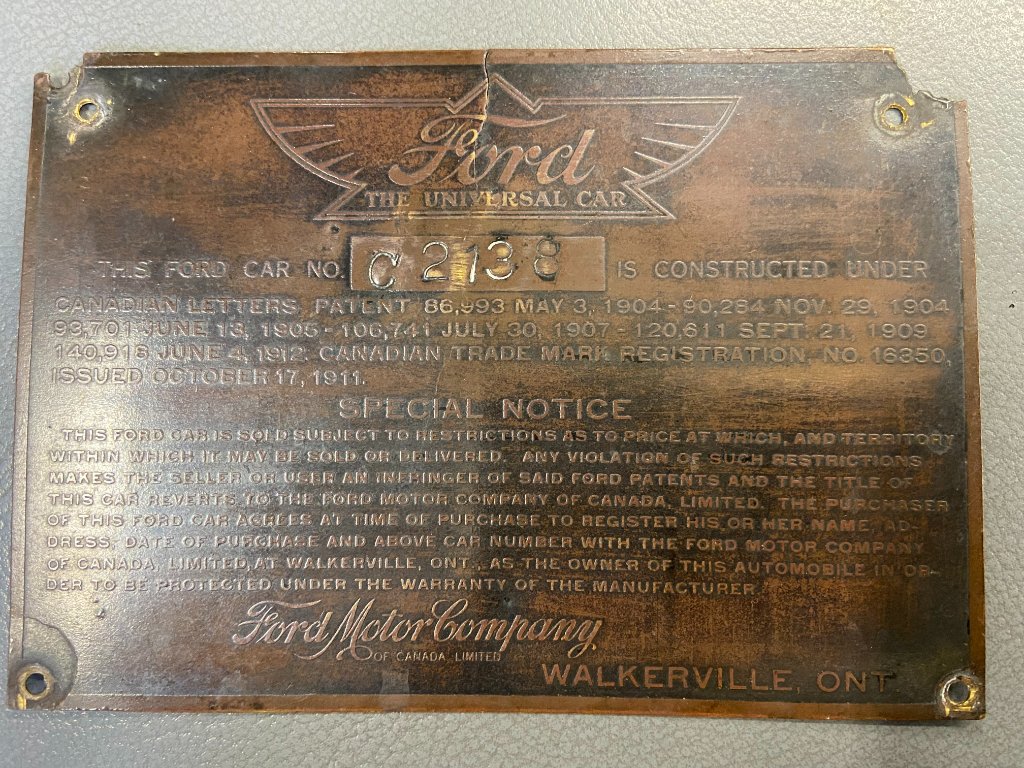 Ford
THE UNIVERSAL CAR
THIS FORD CAR NO. C 2138 IS CONSTRUCTED UNDER
CANADIAN LETTERS, PATENT 86,993 MAY 3, 1904-90,284 NOV. 29, 1904
93,701 JUNE 13, 1905-106,741 JULY 30, 1907-120,611 SEPT. 21, 1909
140,918 JUNE 4, 1912. CANADIAN TRADE MARK REGISTRATION, NO. 16350,
ISSUED OCTOBER 17, 1911.
SPECIAL NOTICE
THIS FORD CAR IS SOLD SUBJECT TO RESTRICTIONS AS TO PRICE AT WHICH, AND TERRITORY
WITHIN WHICH IT MAY BE SOLD OR DELIVERED. ANY VIOLATION OF SUCH RESTRICTIONS
MAKES THE SELLER OR USER AN INFRINGER OF SAID FORD PATENTS AND THE TITLE OF
THIS CAR REVERTS TO THE FORD MOTOR COMPANY OF CANADA, LIMITED. THE PURCHASER
OF THIS FORD CAR AGREES AT TIME OF PURCHASE TO REGISTER HIS OR HER NAME, AD-
DRESS, DATE OF PURCHASE AND ABOVE CAR NUMBER WITH THE FORD MOTOR COMPANY
OF CANADA, LIMITED, AT WALKERVILLE, ONT., AS THE OWNER OF THIS AUTOMOBILE IN OR-
DER TO BE PROTECTED UNDER THE WARRANTY OF THE MANUFACTURER.
Ford Motor Company
OF CANADA, LIMITED
WALKERVILLE, ONT